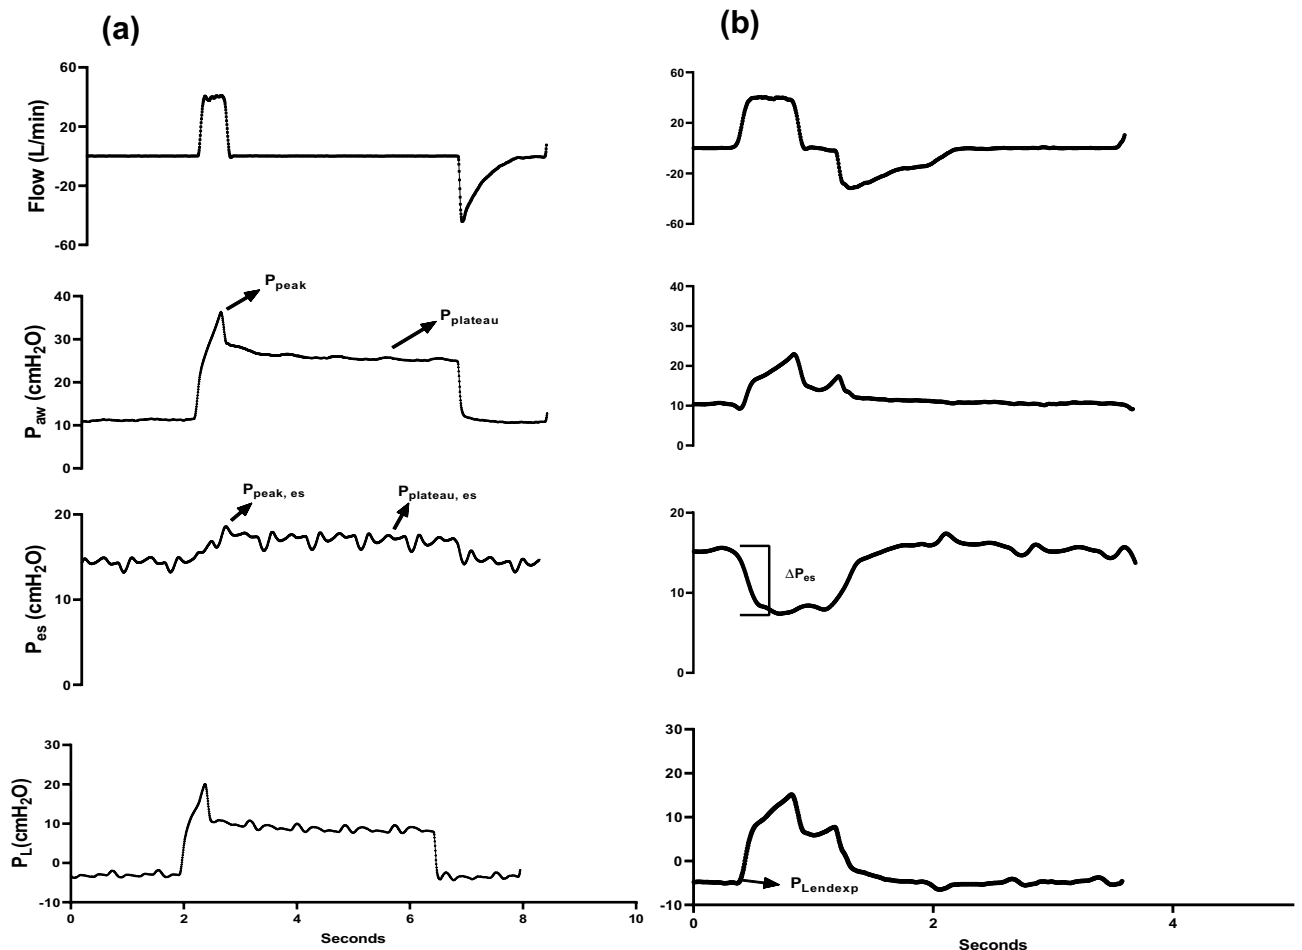 (a)
60
20
-20
-60
Flow (L/min)
40
30
20
10
0
Paw (cmH2O)
Ppeak
Pplateau
20
10
0
Pes (cmH2O)
Ppeak, es
Pplateau, es
30
20
10
0
-10
PL(cmH2O)
0 2 4 6 8 10
Seconds
(b)
60
20
-20
-60
40
30
20
10
0
20
10
0
ΔPes
30
20
10
0
-10
PLendexp
0 2 4
Seconds